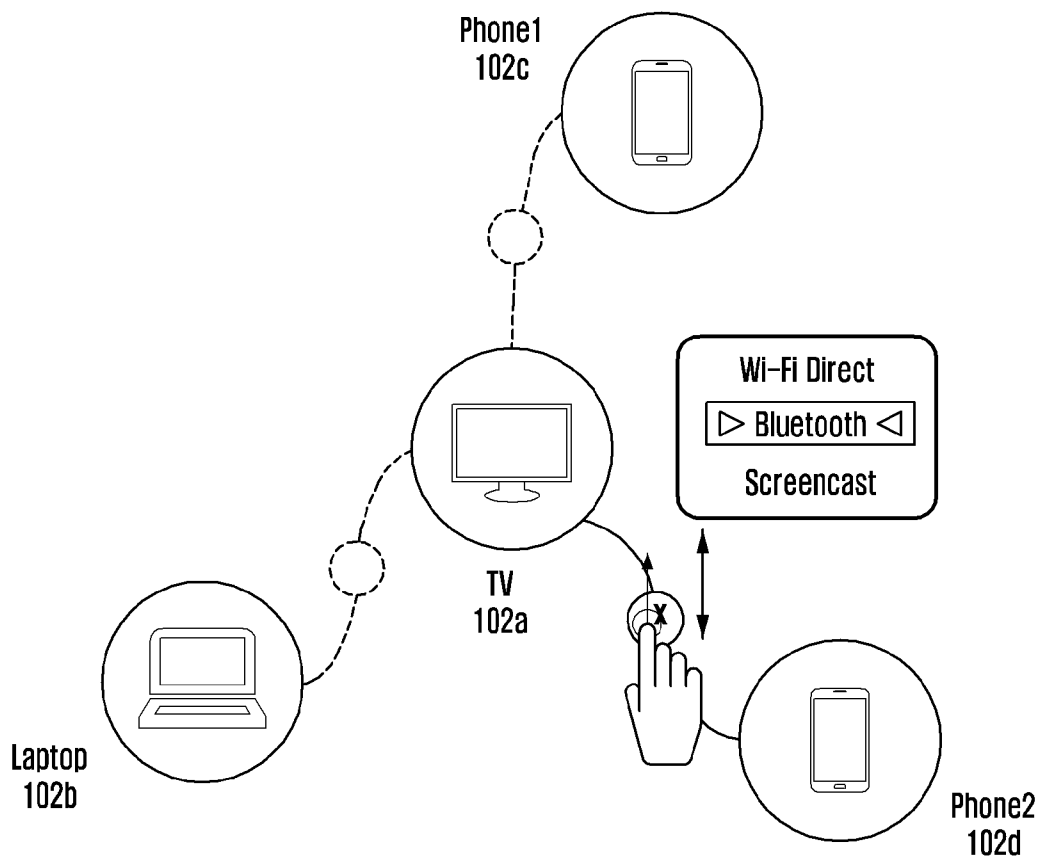 Phone1
102c
Wi-Fi Direct
▷ Bluetooth ◁
Screencast
TV
102a
X
Laptop
102b
Phone2
102d